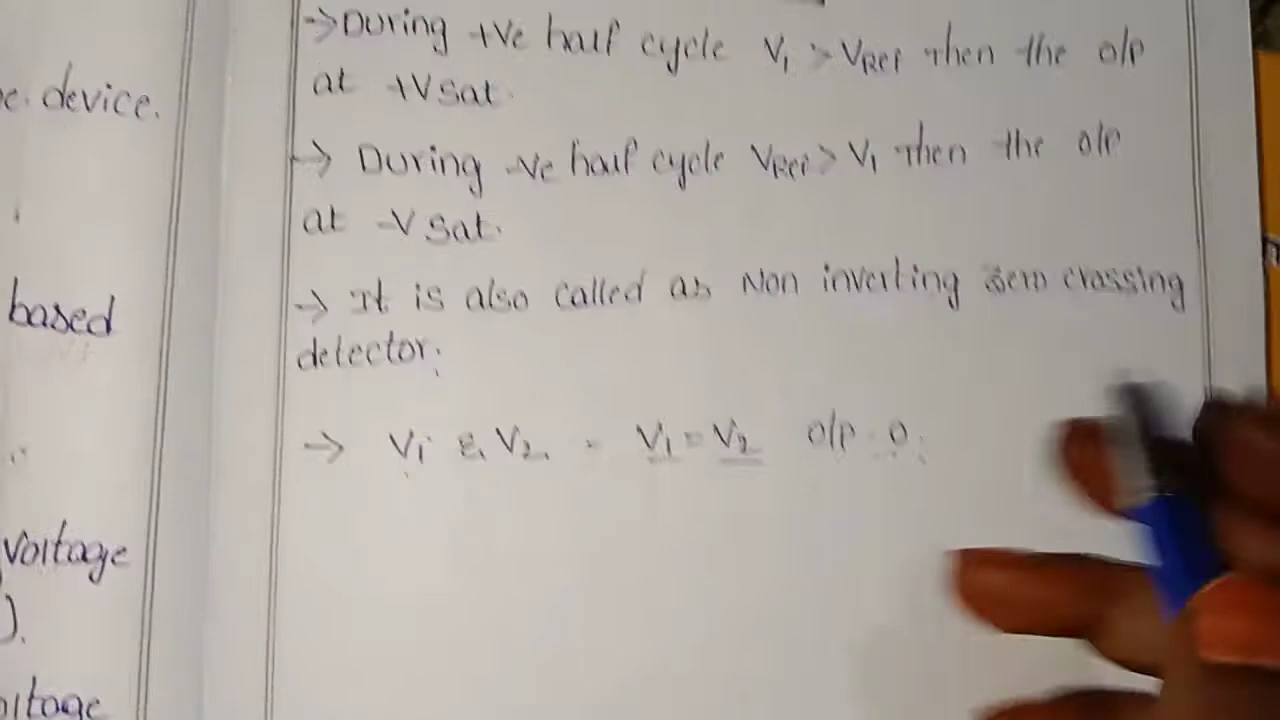 e. device.
based
voltage
).
oltage
→ During +ve half cycle V1 > VRef then the o/p
at +Vsat.
→ During -ve half cycle VRef > V1 then the o/p
at -Vsat.
→ It is also called as Non inverting zero crossing
detector.
→ V1 & V2. = V1 = V2 o/p = 0.